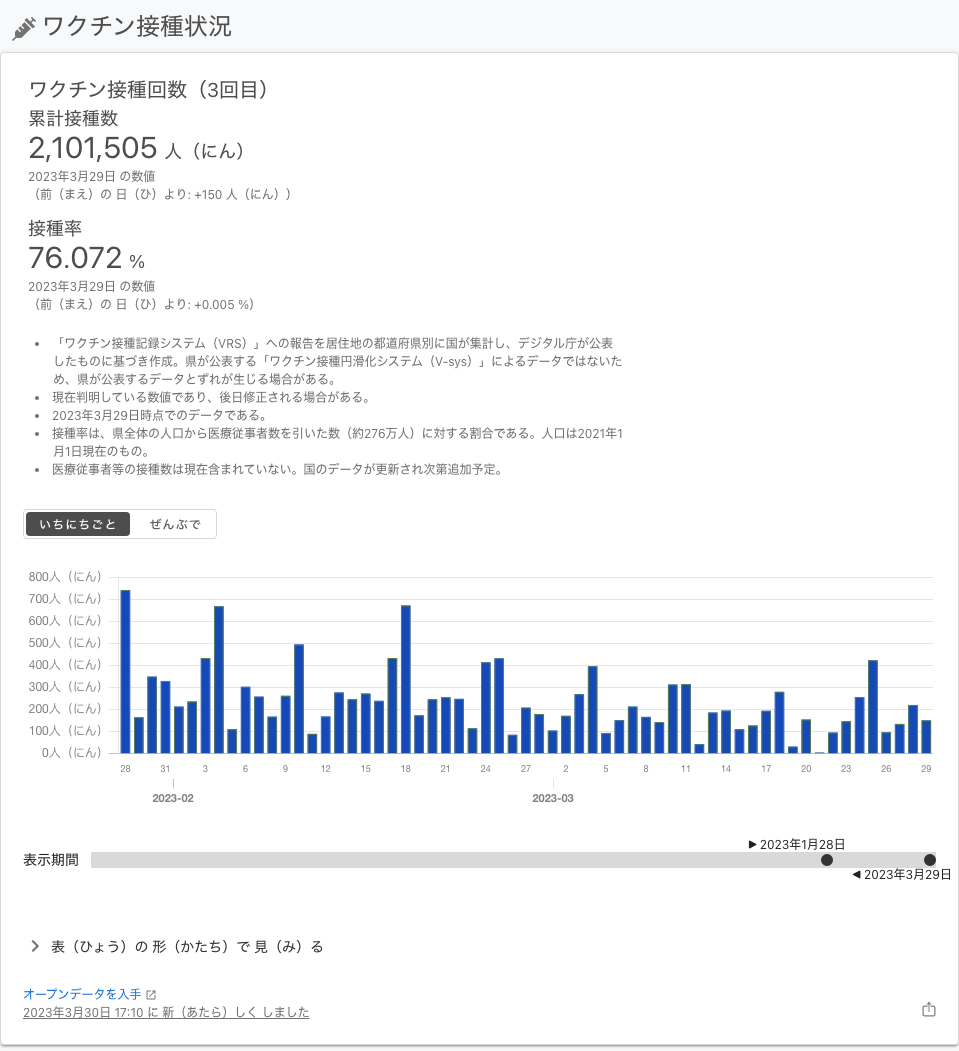 ワクチン接種状況
ワクチン接種回数（3回目）
累計接種数
2,101,505 人（にん）
2023年3月29日 の数値
（前（まえ）の 日（ひ）より: +150 人（にん））
接種率
76.072 %
2023年3月29日 の数値
（前（まえ）の 日（ひ）より: +0.005 %）
・ 「ワクチン接種記録システム（VRS）」への報告を居住地の都道府県別に国が集計し、デジタル庁が公表
したものに基づき作成。県が公表する「ワクチン接種円滑化システム（V-sys）」によるデータではないた
め、県が公表するデータとずれが生じる場合がある。
・ 現在判明している数値であり、後日修正される場合がある。
・ 2023年3月29日時点でのデータである。
・ 接種率は、県全体の人口から医療従事者数を引いた数（約276万人）に対する割合である。人口は2021年1
月1日現在のもの。
・ 医療従事者等の接種数は現在含まれていない。国のデータが更新され次第追加予定。
いちにちごと ぜんぶで
800人（にん）
700人（にん）
600人（にん）
500人（にん）
400人（にん）
300人（にん）
200人（にん）
100人（にん）
0人（にん）
28 31 3 6 9 12 15 18 21 24 27 2 5 8 11 14 17 20 23 26 29
2023-02 2023-03
▶ 2023年1月28日
表示期間
◀ 2023年3月29日
表（ひょう）の 形（かたち）で 見（み）る
オープンデータを入手
2023年3月30日 17:10 に 新（あたら）しく しました